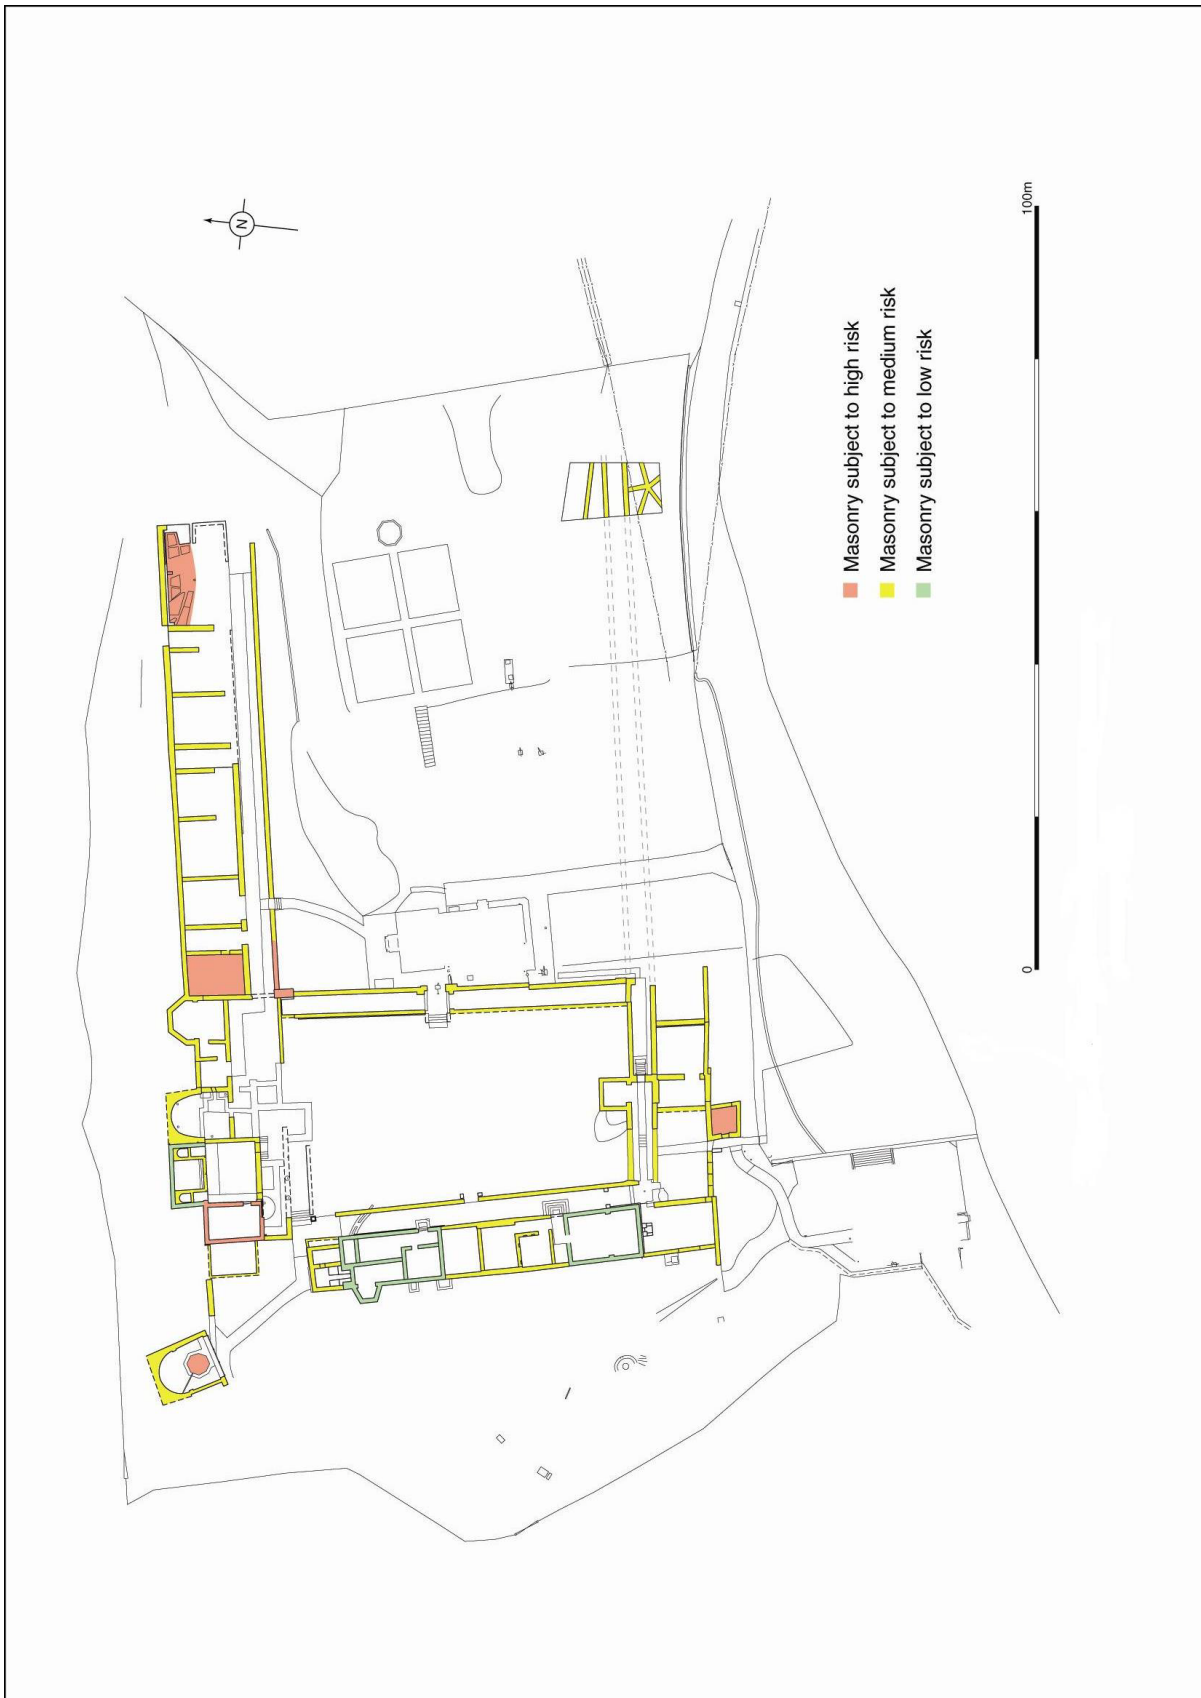 N
Masonry subject to high risk
Masonry subject to medium risk
Masonry subject to low risk
0
100m